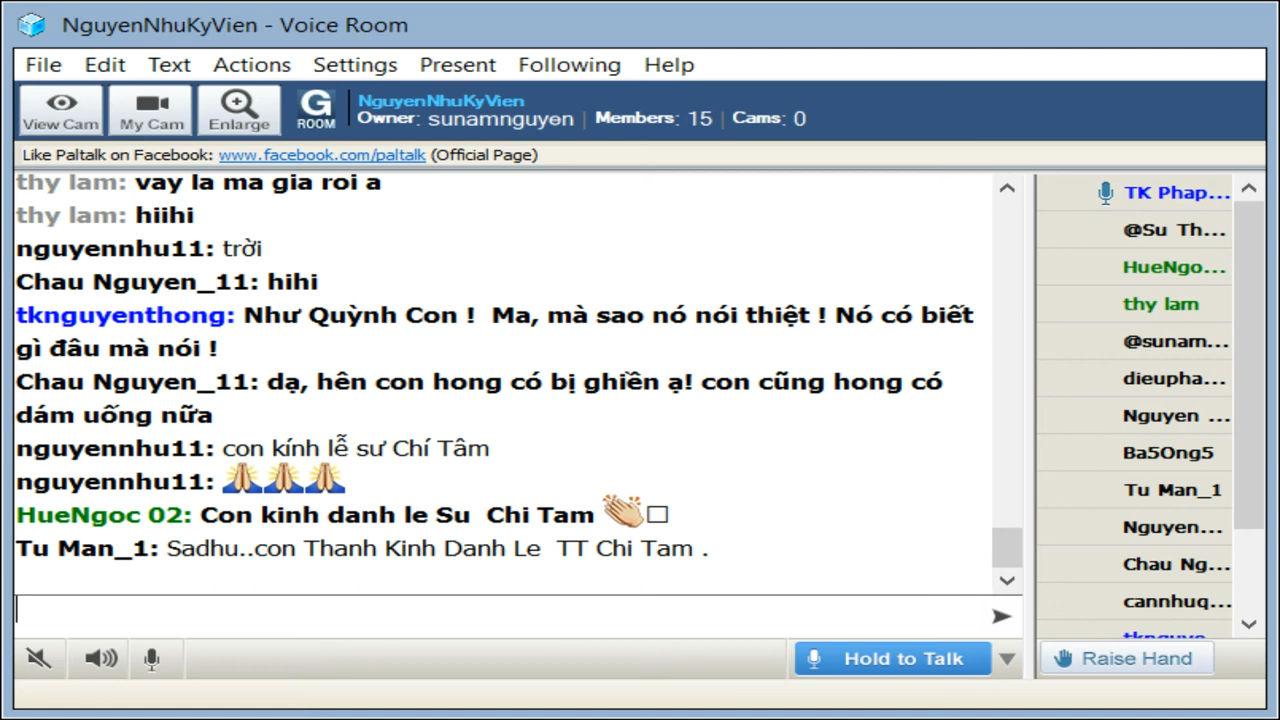 NguyenNhuKyVien - Voice Room
File Edit Text Actions Settings Present Following Help
View Cam My Cam Enlarge G ROOM
NguyenNhuKyVien
Owner: sunamnguyen | Members: 15 | Cams: 0
Like Paltalk on Facebook: www.facebook.com/paltalk (Official Page)
thy lam: vay la ma gia roi a
thy lam: hiihi
nguyennhu11: trời
Chau Nguyen_11: hihi
tknguyenthong: Như Quỳnh Con ! Ma, mà sao nó nói thiệt ! Nó có biết
gì đâu mà nói !
Chau Nguyen_11: dạ, hên con hong có bị ghiền ạ! con cũng hong có
dám uống nữa
nguyennhu11: con kính lễ sư Chí Tâm
nguyennhu11: 🙏🙏🙏
HueNgoc 02: Con kinh danh le Su Chi Tam 👏□
Tu Man_1: Sadhu..con Thanh Kinh Danh Le TT Chi Tam .
TK Phap...
@Su Th...
HueNgo...
thy lam
@sunam...
dieupha...
Nguyen ...
Ba5Ong5
Tu Man_1
Nguyen...
Chau Ng...
cannhuq...
Hold to Talk
Raise Hand